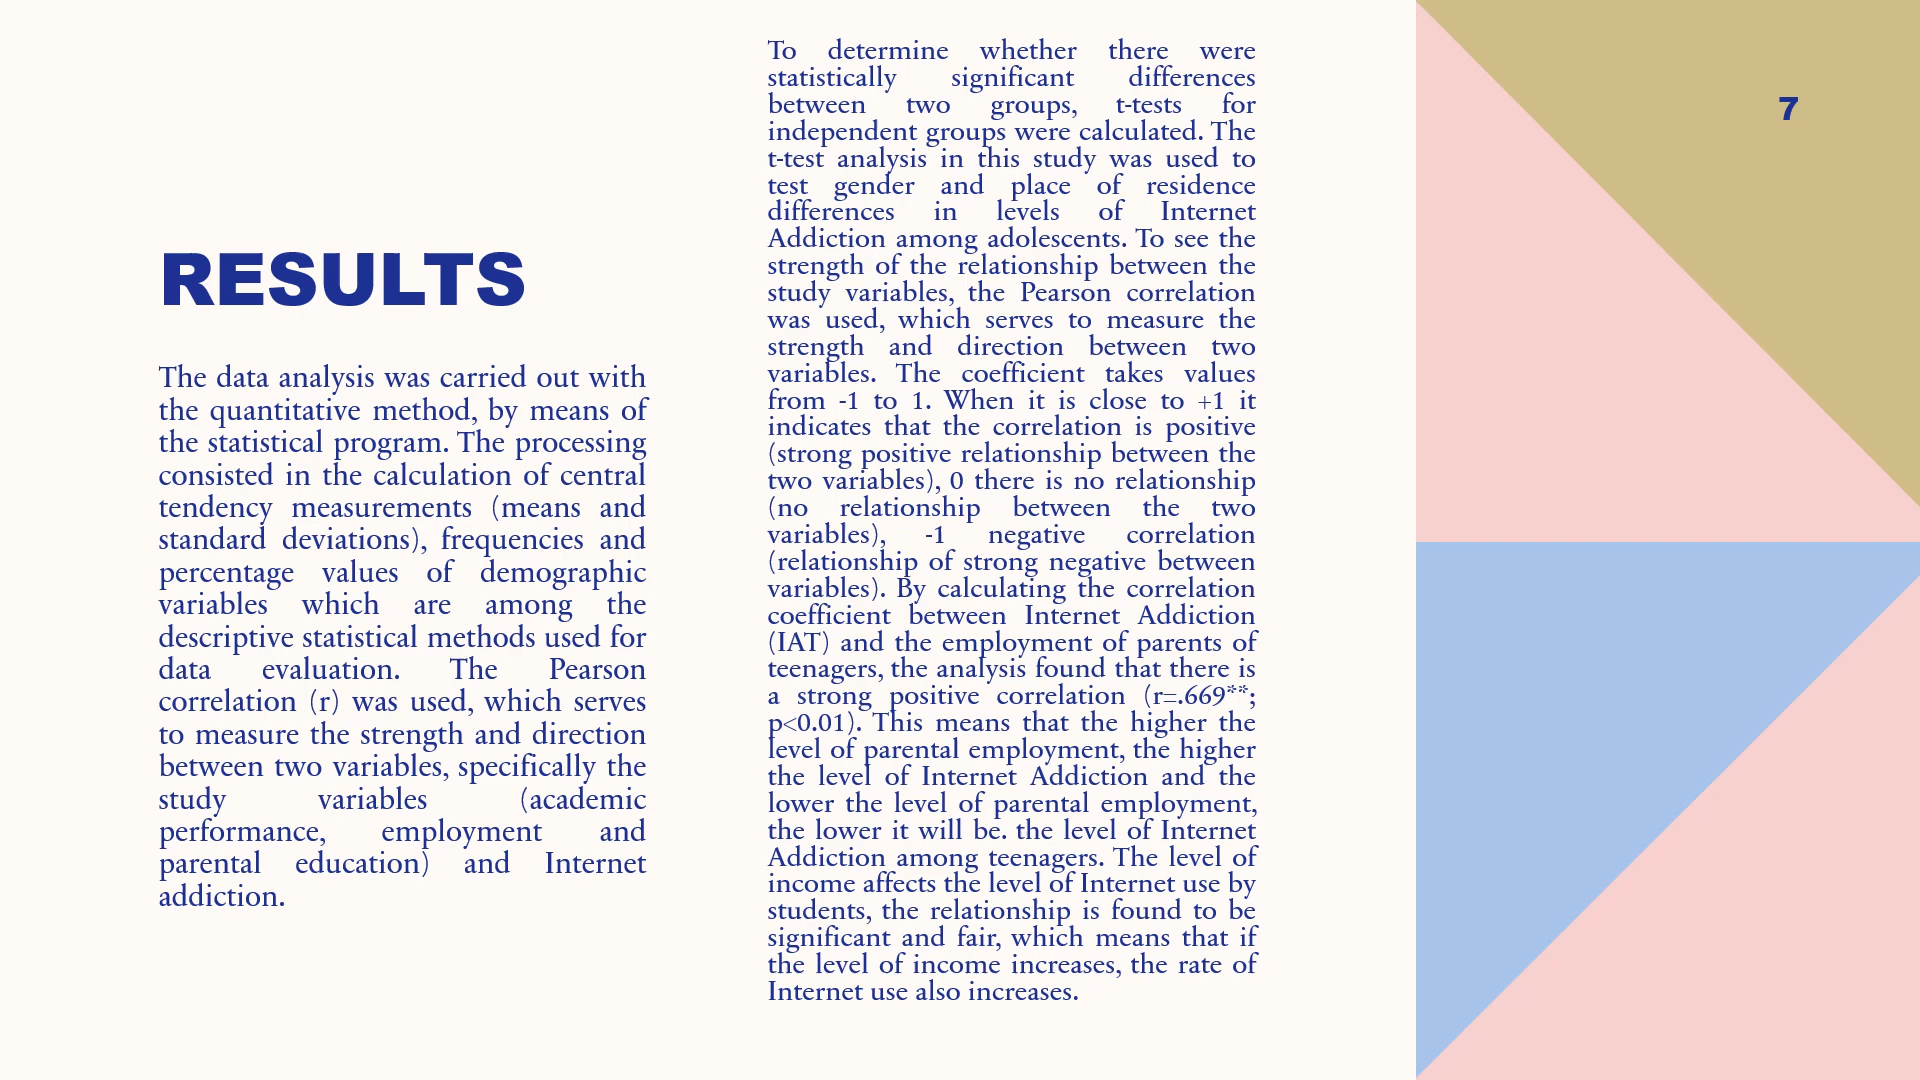 RESULTS
The data analysis was carried out with
the quantitative method, by means of
the statistical program. The processing
consisted in the calculation of central
tendency measurements (means and
standard deviations), frequencies and
percentage values of demographic
variables which are among the
descriptive statistical methods used for
data evaluation. The Pearson
correlation (r) was used, which serves
to measure the strength and direction
between two variables, specifically the
study variables (academic
performance, employment and
parental education) and Internet
addiction.
To determine whether there were
statistically significant differences
between two groups, t-tests for
independent groups were calculated. The
t-test analysis in this study was used to
test gender and place of residence
differences in levels of Internet
Addiction among adolescents. To see the
strength of the relationship between the
study variables, the Pearson correlation
was used, which serves to measure the
strength and direction between two
variables. The coefficient takes values
from -1 to 1. When it is close to +1 it
indicates that the correlation is positive
(strong positive relationship between the
two variables), 0 there is no relationship
(no relationship between the two
variables), -1 negative correlation
(relationship of strong negative between
variables). By calculating the correlation
coefficient between Internet Addiction
(IAT) and the employment of parents of
teenagers, the analysis found that there is
a strong positive correlation (r=.669**;
p<0.01). This means that the higher the
level of parental employment, the higher
the level of Internet Addiction and the
lower the level of parental employment,
the lower it will be. the level of Internet
Addiction among teenagers. The level of
income affects the level of Internet use by
students, the relationship is found to be
significant and fair, which means that if
the level of income increases, the rate of
Internet use also increases.
7